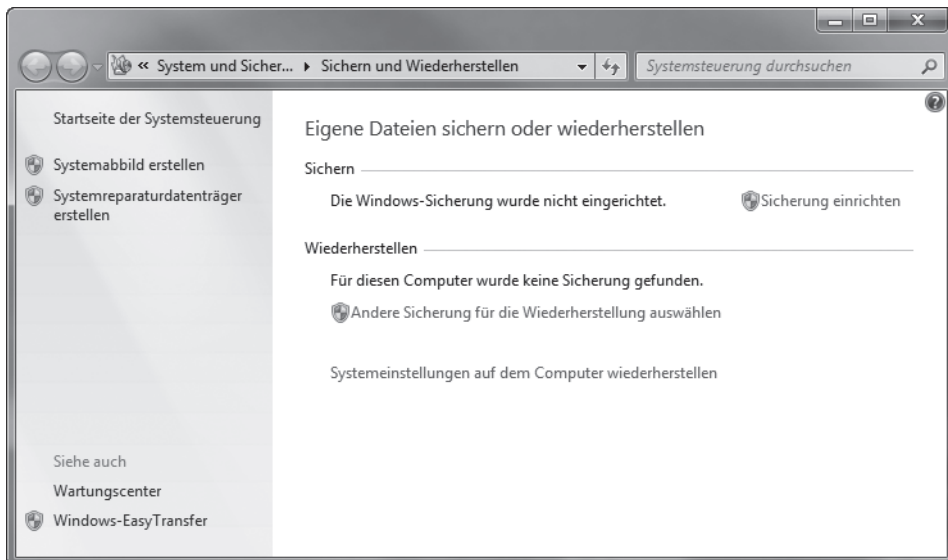 « System und Sicher... ▸ Sichern und Wiederherstellen
Systemsteuerung durchsuchen
Startseite der Systemsteuerung
Systemabbild erstellen
Systemreparaturdatenträger
erstellen
Siehe auch
Wartungscenter
Windows-EasyTransfer
Eigene Dateien sichern oder wiederherstellen
Sichern
Die Windows-Sicherung wurde nicht eingerichtet.
Sicherung einrichten
Wiederherstellen
Für diesen Computer wurde keine Sicherung gefunden.
Andere Sicherung für die Wiederherstellung auswählen
Systemeinstellungen auf dem Computer wiederherstellen